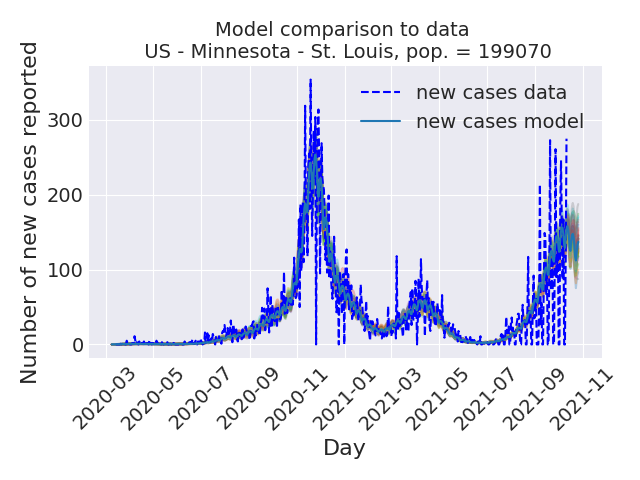 Model comparison to data
US - Minnesota - St. Louis, pop. = 199070
Number of new cases reported
300
200
100
0
new cases data
new cases model
2020-03
2020-05
2020-07
2020-09
2020-11
2021-01
2021-03
2021-05
2021-07
2021-09
2021-11
Day